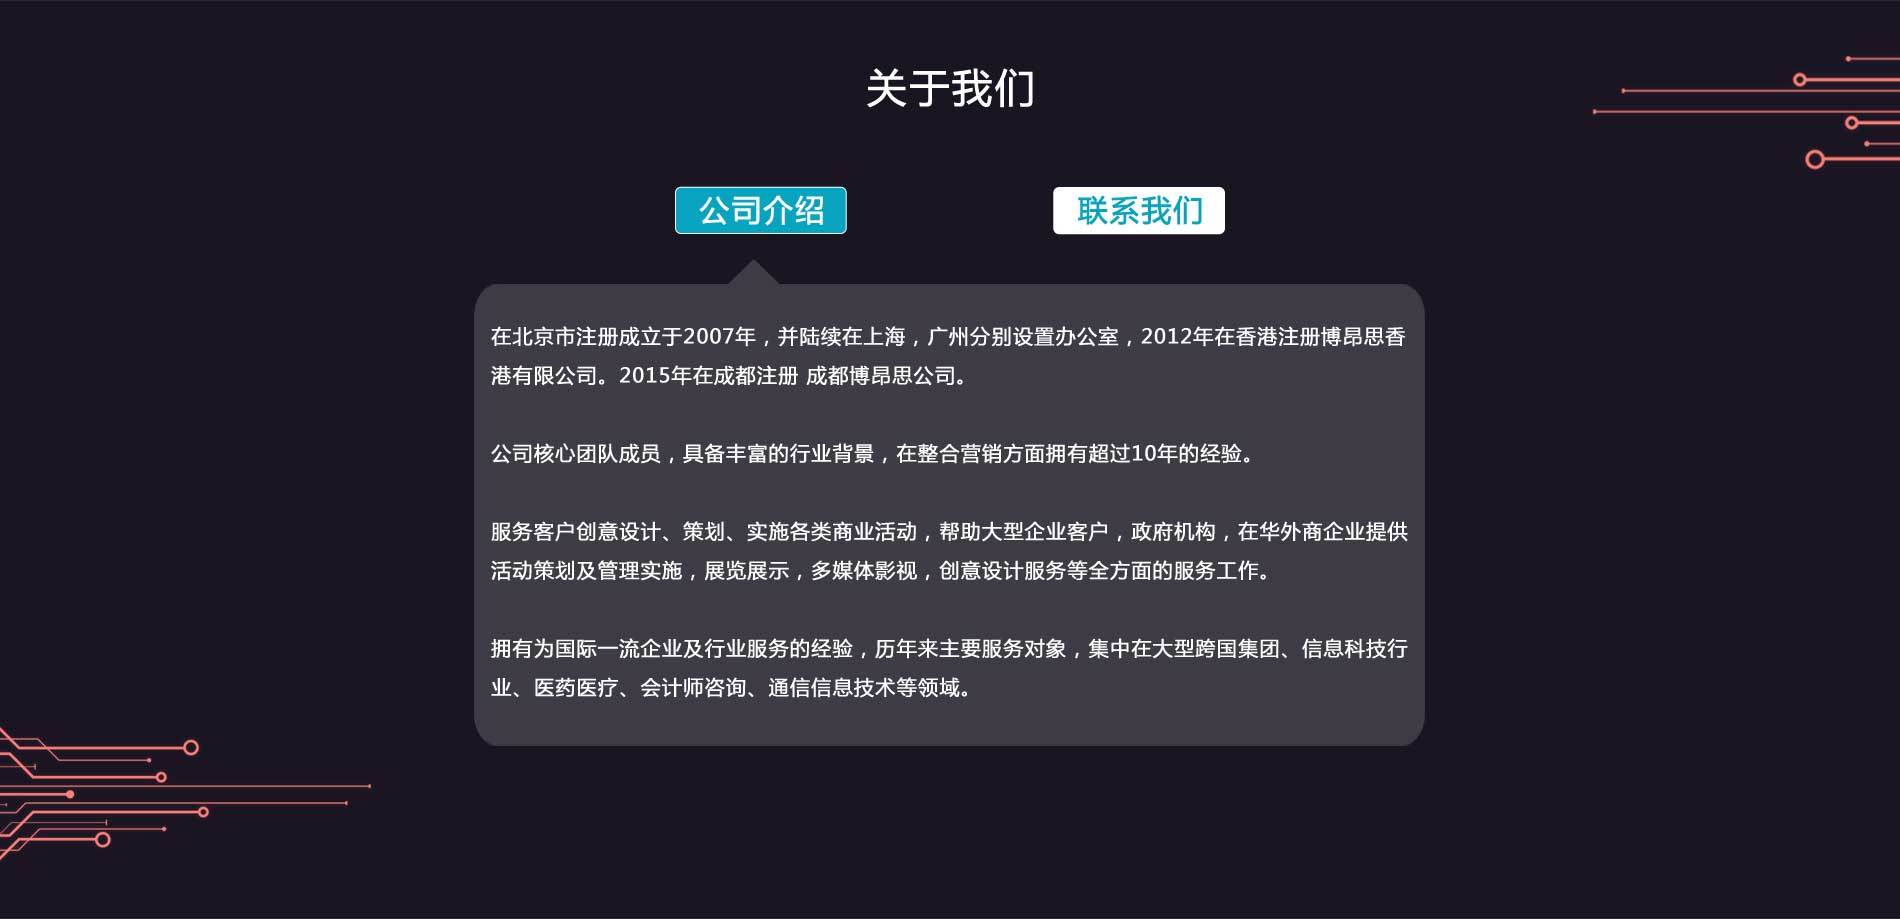 关于我们
公司介绍
联系我们
在北京市注册成立于2007年，并陆续在上海，广州分别设置办公室，2012年在香港注册博昂思香
港有限公司。2015年在成都注册 成都博昂思公司。
公司核心团队成员，具备丰富的行业背景，在整合营销方面拥有超过10年的经验。
服务客户创意设计、策划、实施各类商业活动，帮助大型企业客户，政府机构，在华外商企业提供
活动策划及管理实施，展览展示，多媒体影视，创意设计服务等全方面的服务工作。
拥有为国际一流企业及行业服务的经验，历年来主要服务对象，集中在大型跨国集团、信息科技行
业、医药医疗、会计师咨询、通信信息技术等领域。